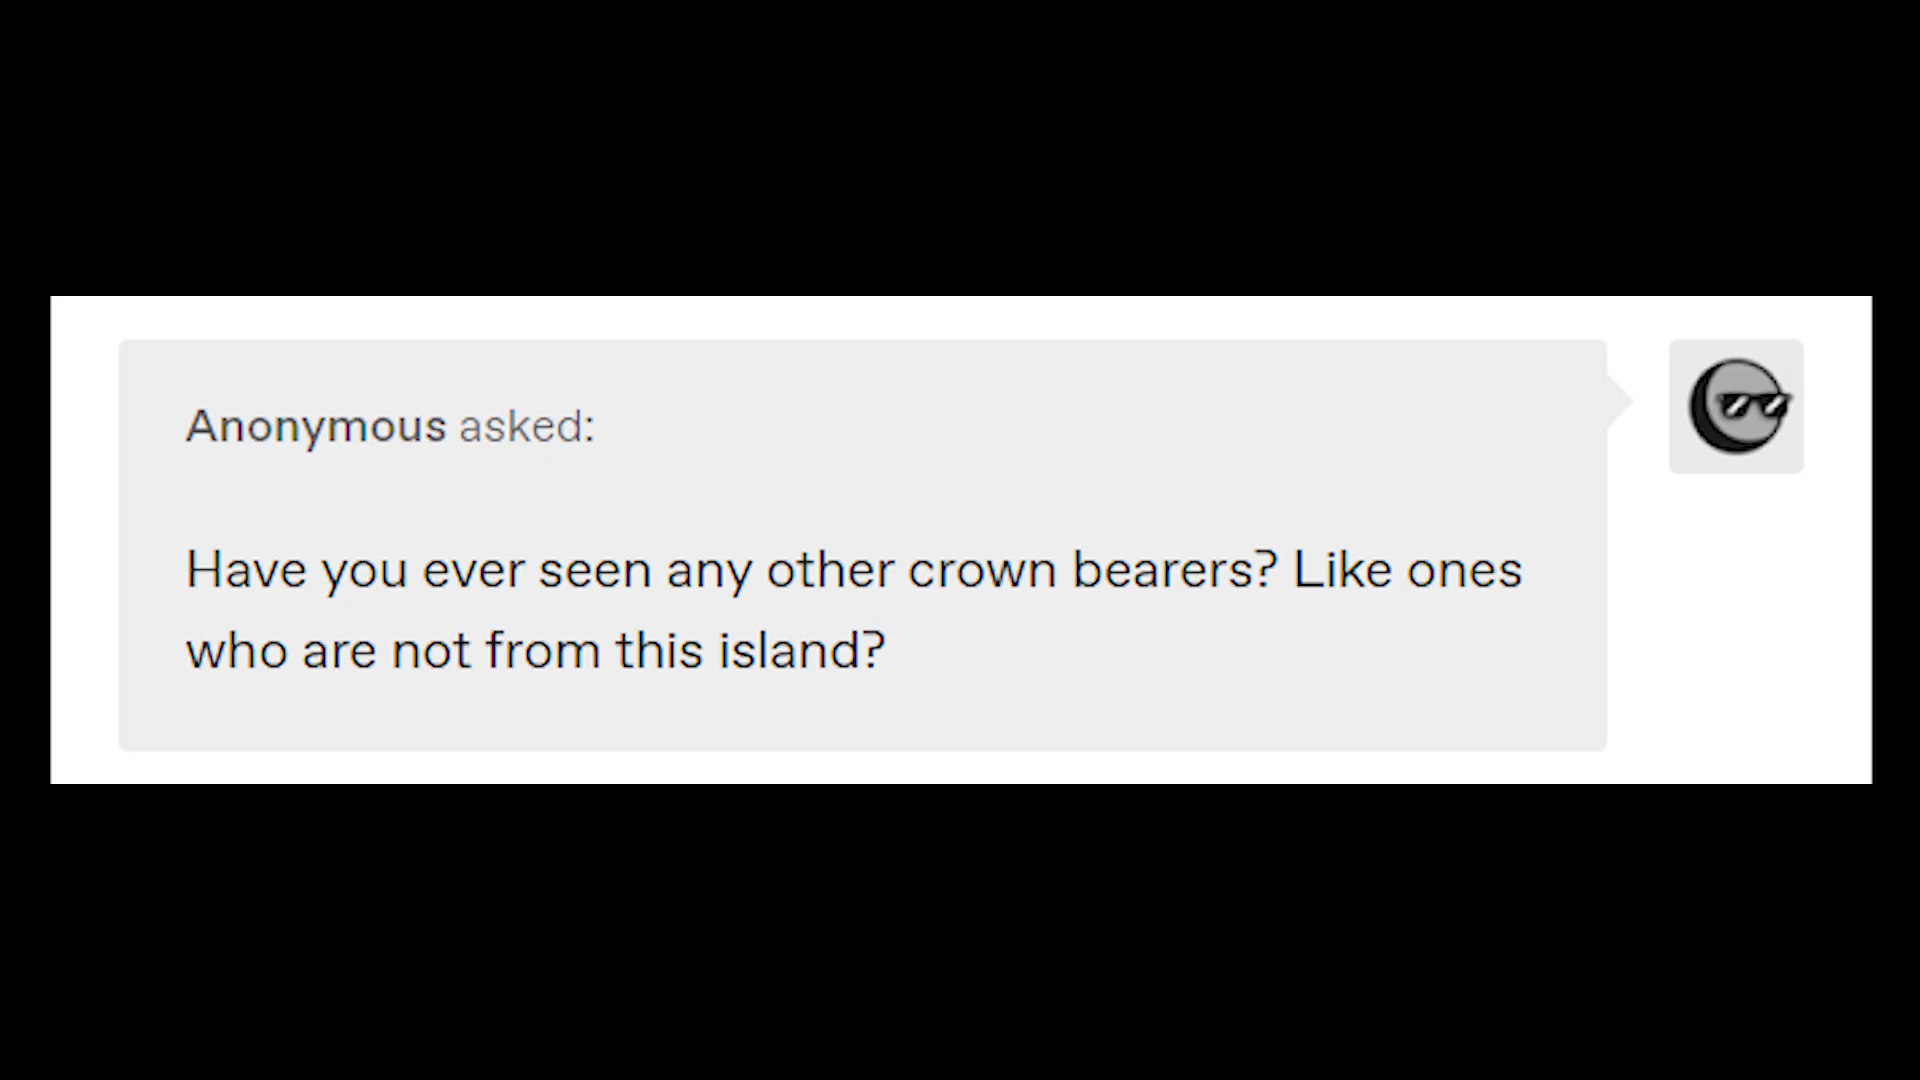 Anonymous asked:
Have you ever seen any other crown bearers? Like ones
who are not from this island?